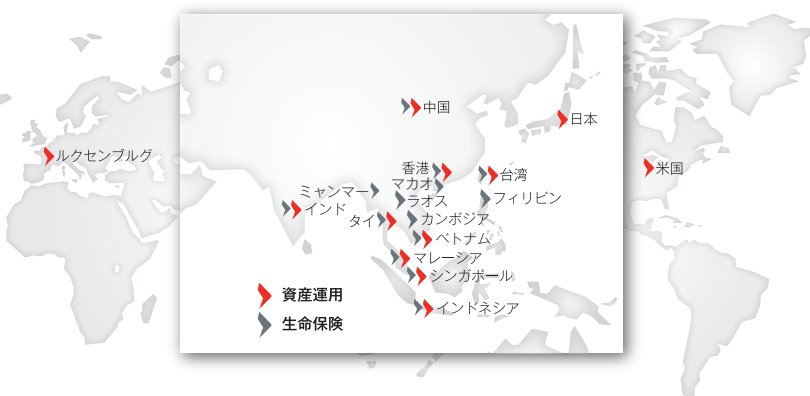 中国
日本
ルクセンブルグ
香港
台湾
米国
マカオ
ミャンマー
ラオス
フィリピン
インド
タイ
カンボジア
ベトナム
マレーシア
シンガポール
資産運用
インドネシア
生命保険